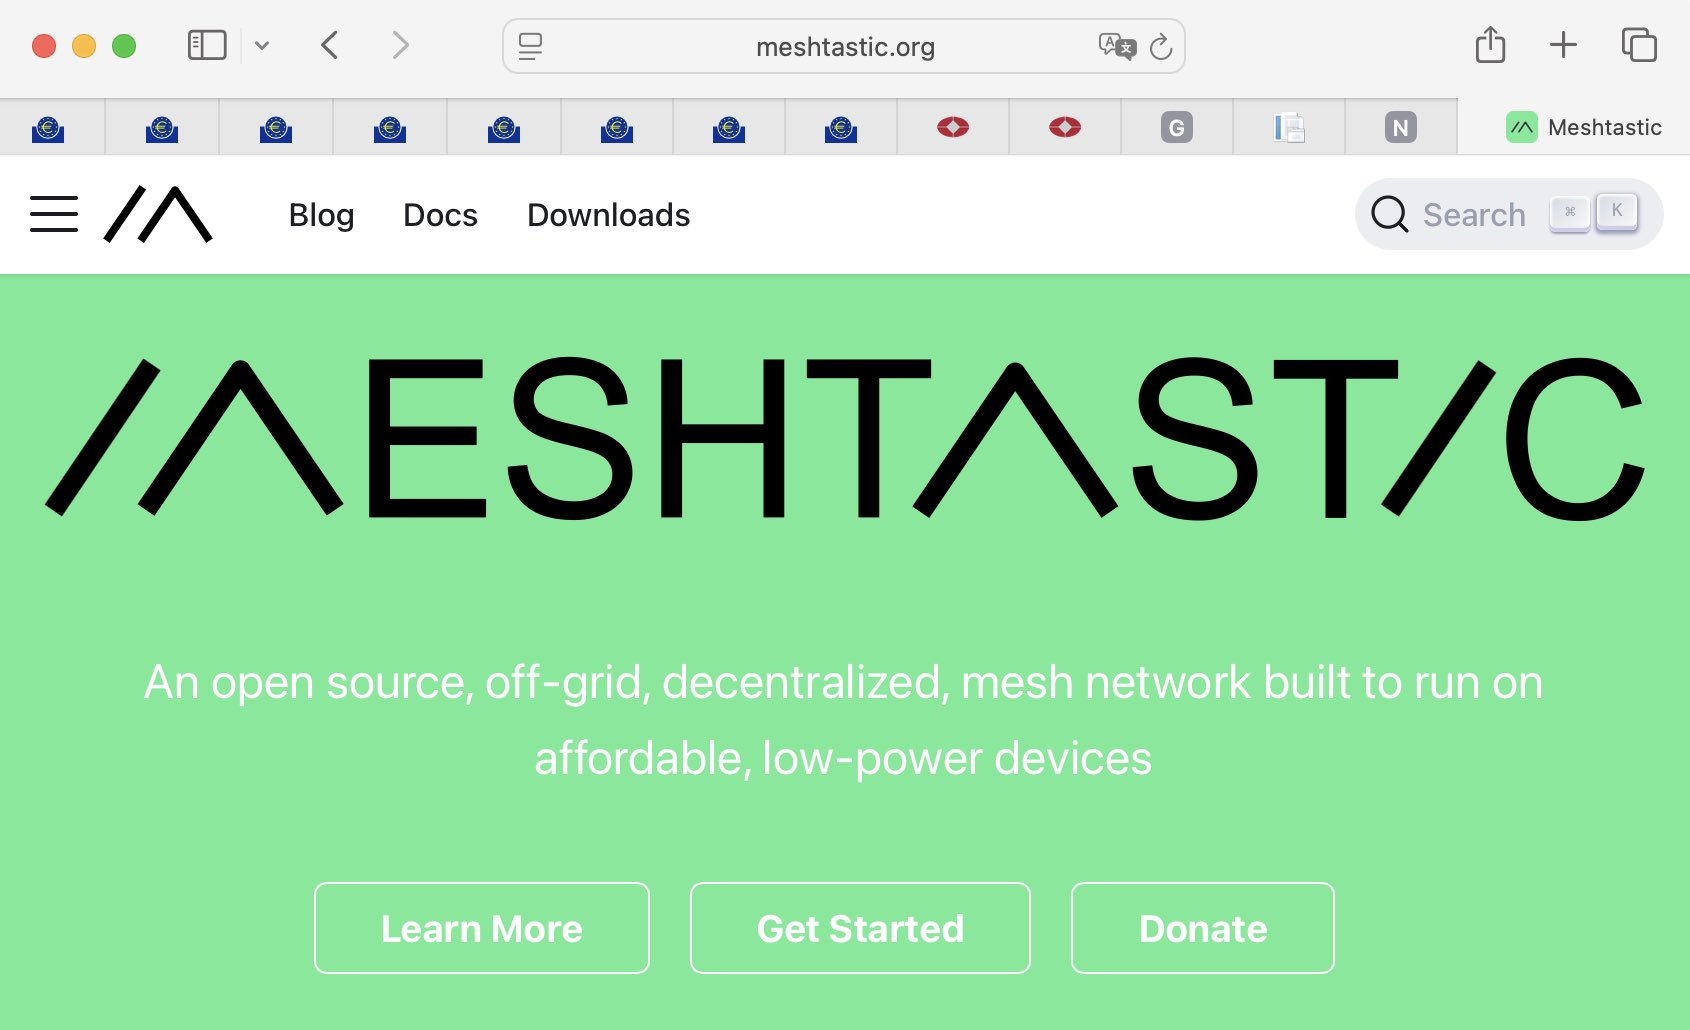 meshtastic.org
G
N
Meshtastic
Blog Docs Downloads
Search ⌘ K
MESHTASTIC
An open source, off-grid, decentralized, mesh network built to run on
affordable, low-power devices
Learn More Get Started Donate